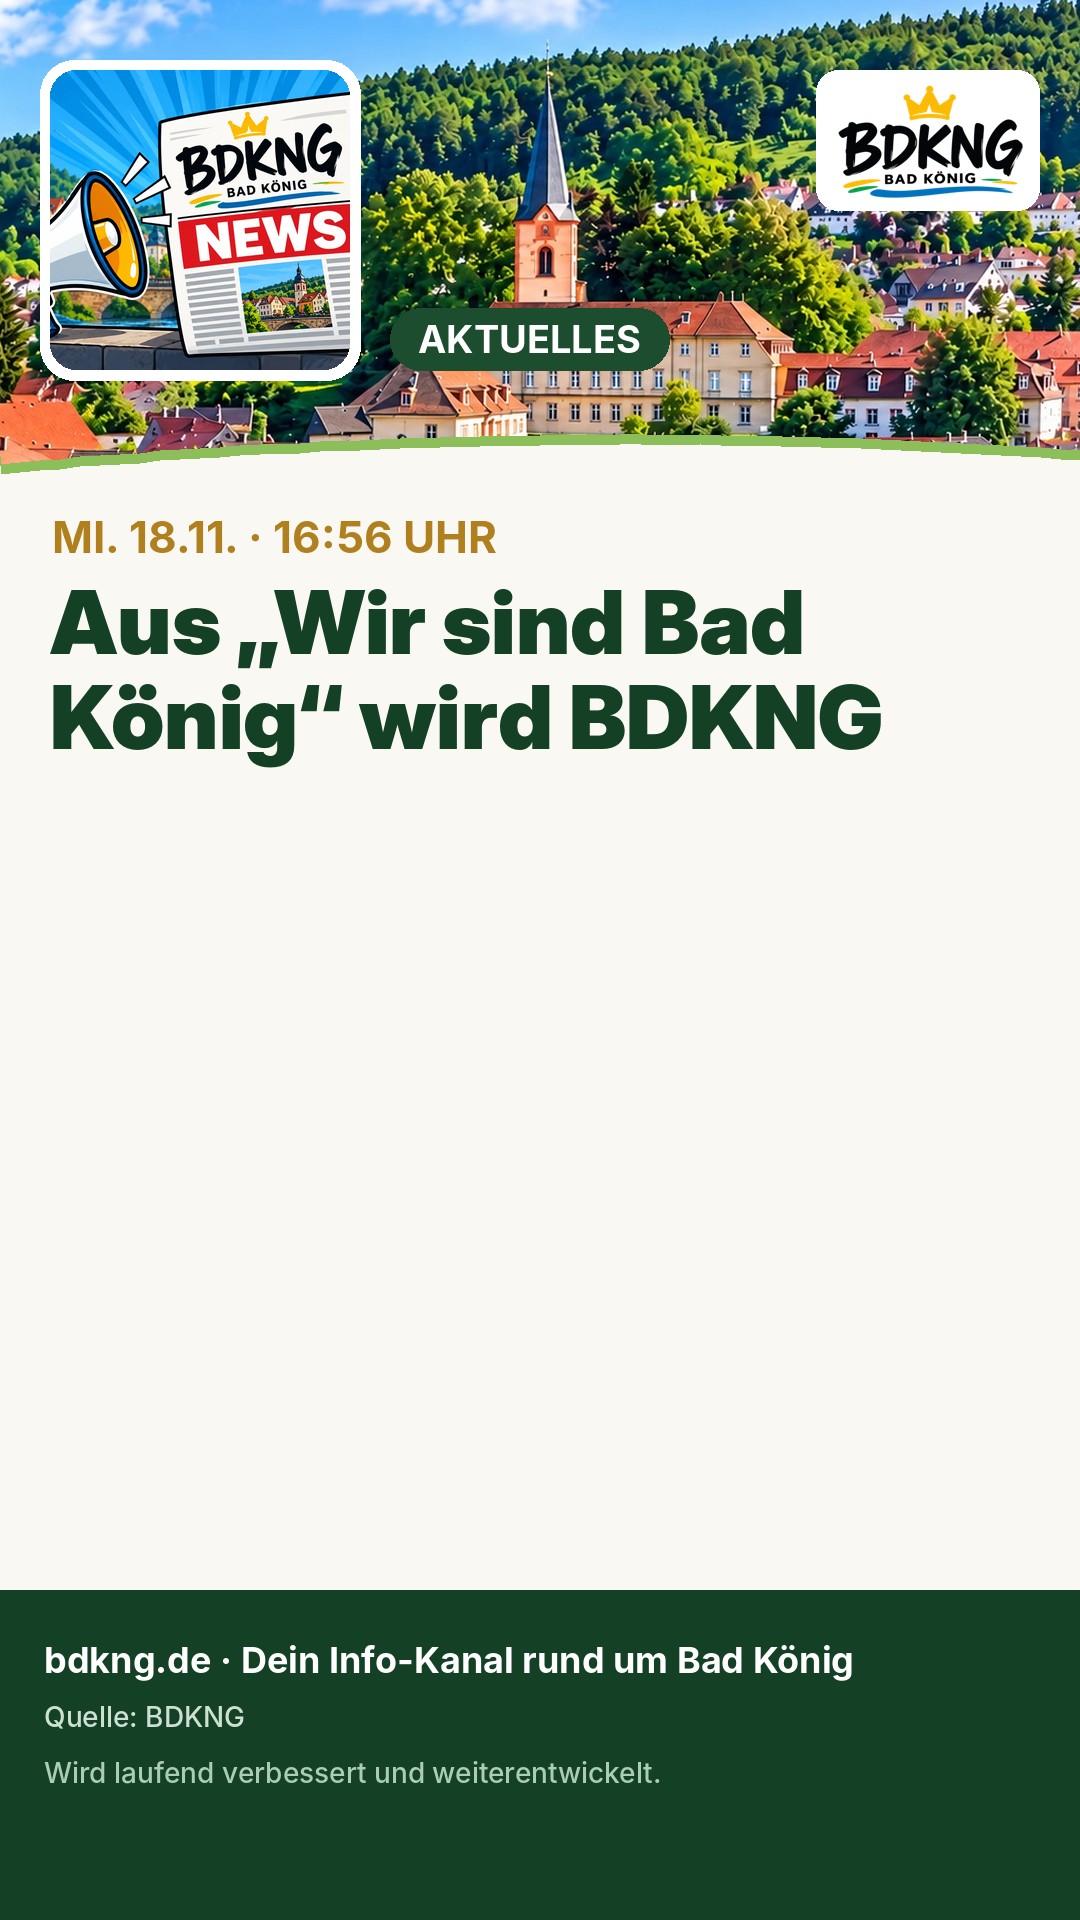 BDKNG
BAD KÖNIG
NEWS
BDKNG
BAD KÖNIG
AKTUELLES
MI. 18.11. · 16:56 UHR
Aus „Wir sind Bad
König“ wird BDKNG
bdkng.de · Dein Info-Kanal rund um Bad König
Quelle: BDKNG
Wird laufend verbessert und weiterentwickelt.